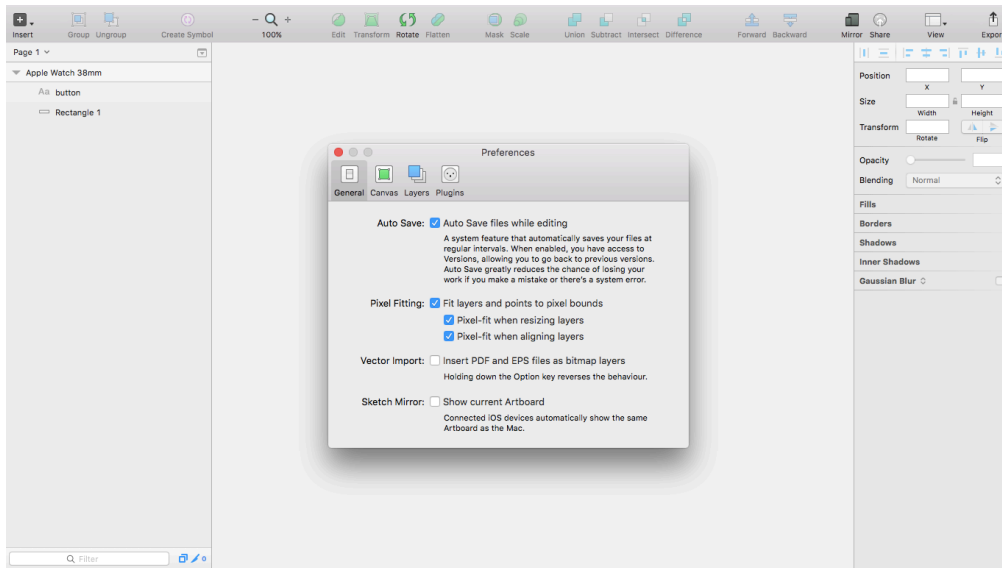 Insert Group Ungroup Create Symbol 100% Edit Transform Rotate Flatten Mask Scale Union Subtract Intersect Difference Forward Backward Mirror Share View Expor
Page 1
Apple Watch 38mm
Aa button
Rectangle 1
Filter
0
Preferences
General Canvas Layers Plugins
Auto Save: Auto Save files while editing
A system feature that automatically saves your files at
regular intervals. When enabled, you have access to
Versions, allowing you to go back to previous versions.
Auto Save greatly reduces the chance of losing your
work if you make a mistake or there's a system error.
Pixel Fitting: Fit layers and points to pixel bounds
Pixel-fit when resizing layers
Pixel-fit when aligning layers
Vector Import: Insert PDF and EPS files as bitmap layers
Holding down the Option key reverses the behaviour.
Sketch Mirror: Show current Artboard
Connected iOS devices automatically show the same
Artboard as the Mac.
Position
X Y
Size
Width Height
Transform
Rotate Flip
Opacity
Blending Normal
Fills
Borders
Shadows
Inner Shadows
Gaussian Blur